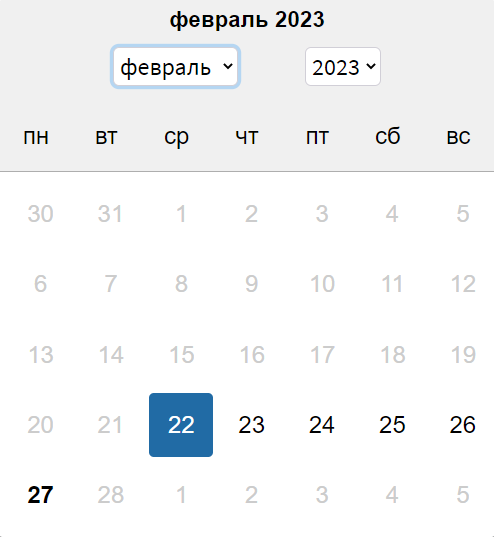 февраль 2023
февраль 2023
пн вт ср чт пт сб вс
30 31 1 2 3 4 5
6 7 8 9 10 11 12
13 14 15 16 17 18 19
20 21 22 23 24 25 26
27 28 1 2 3 4 5